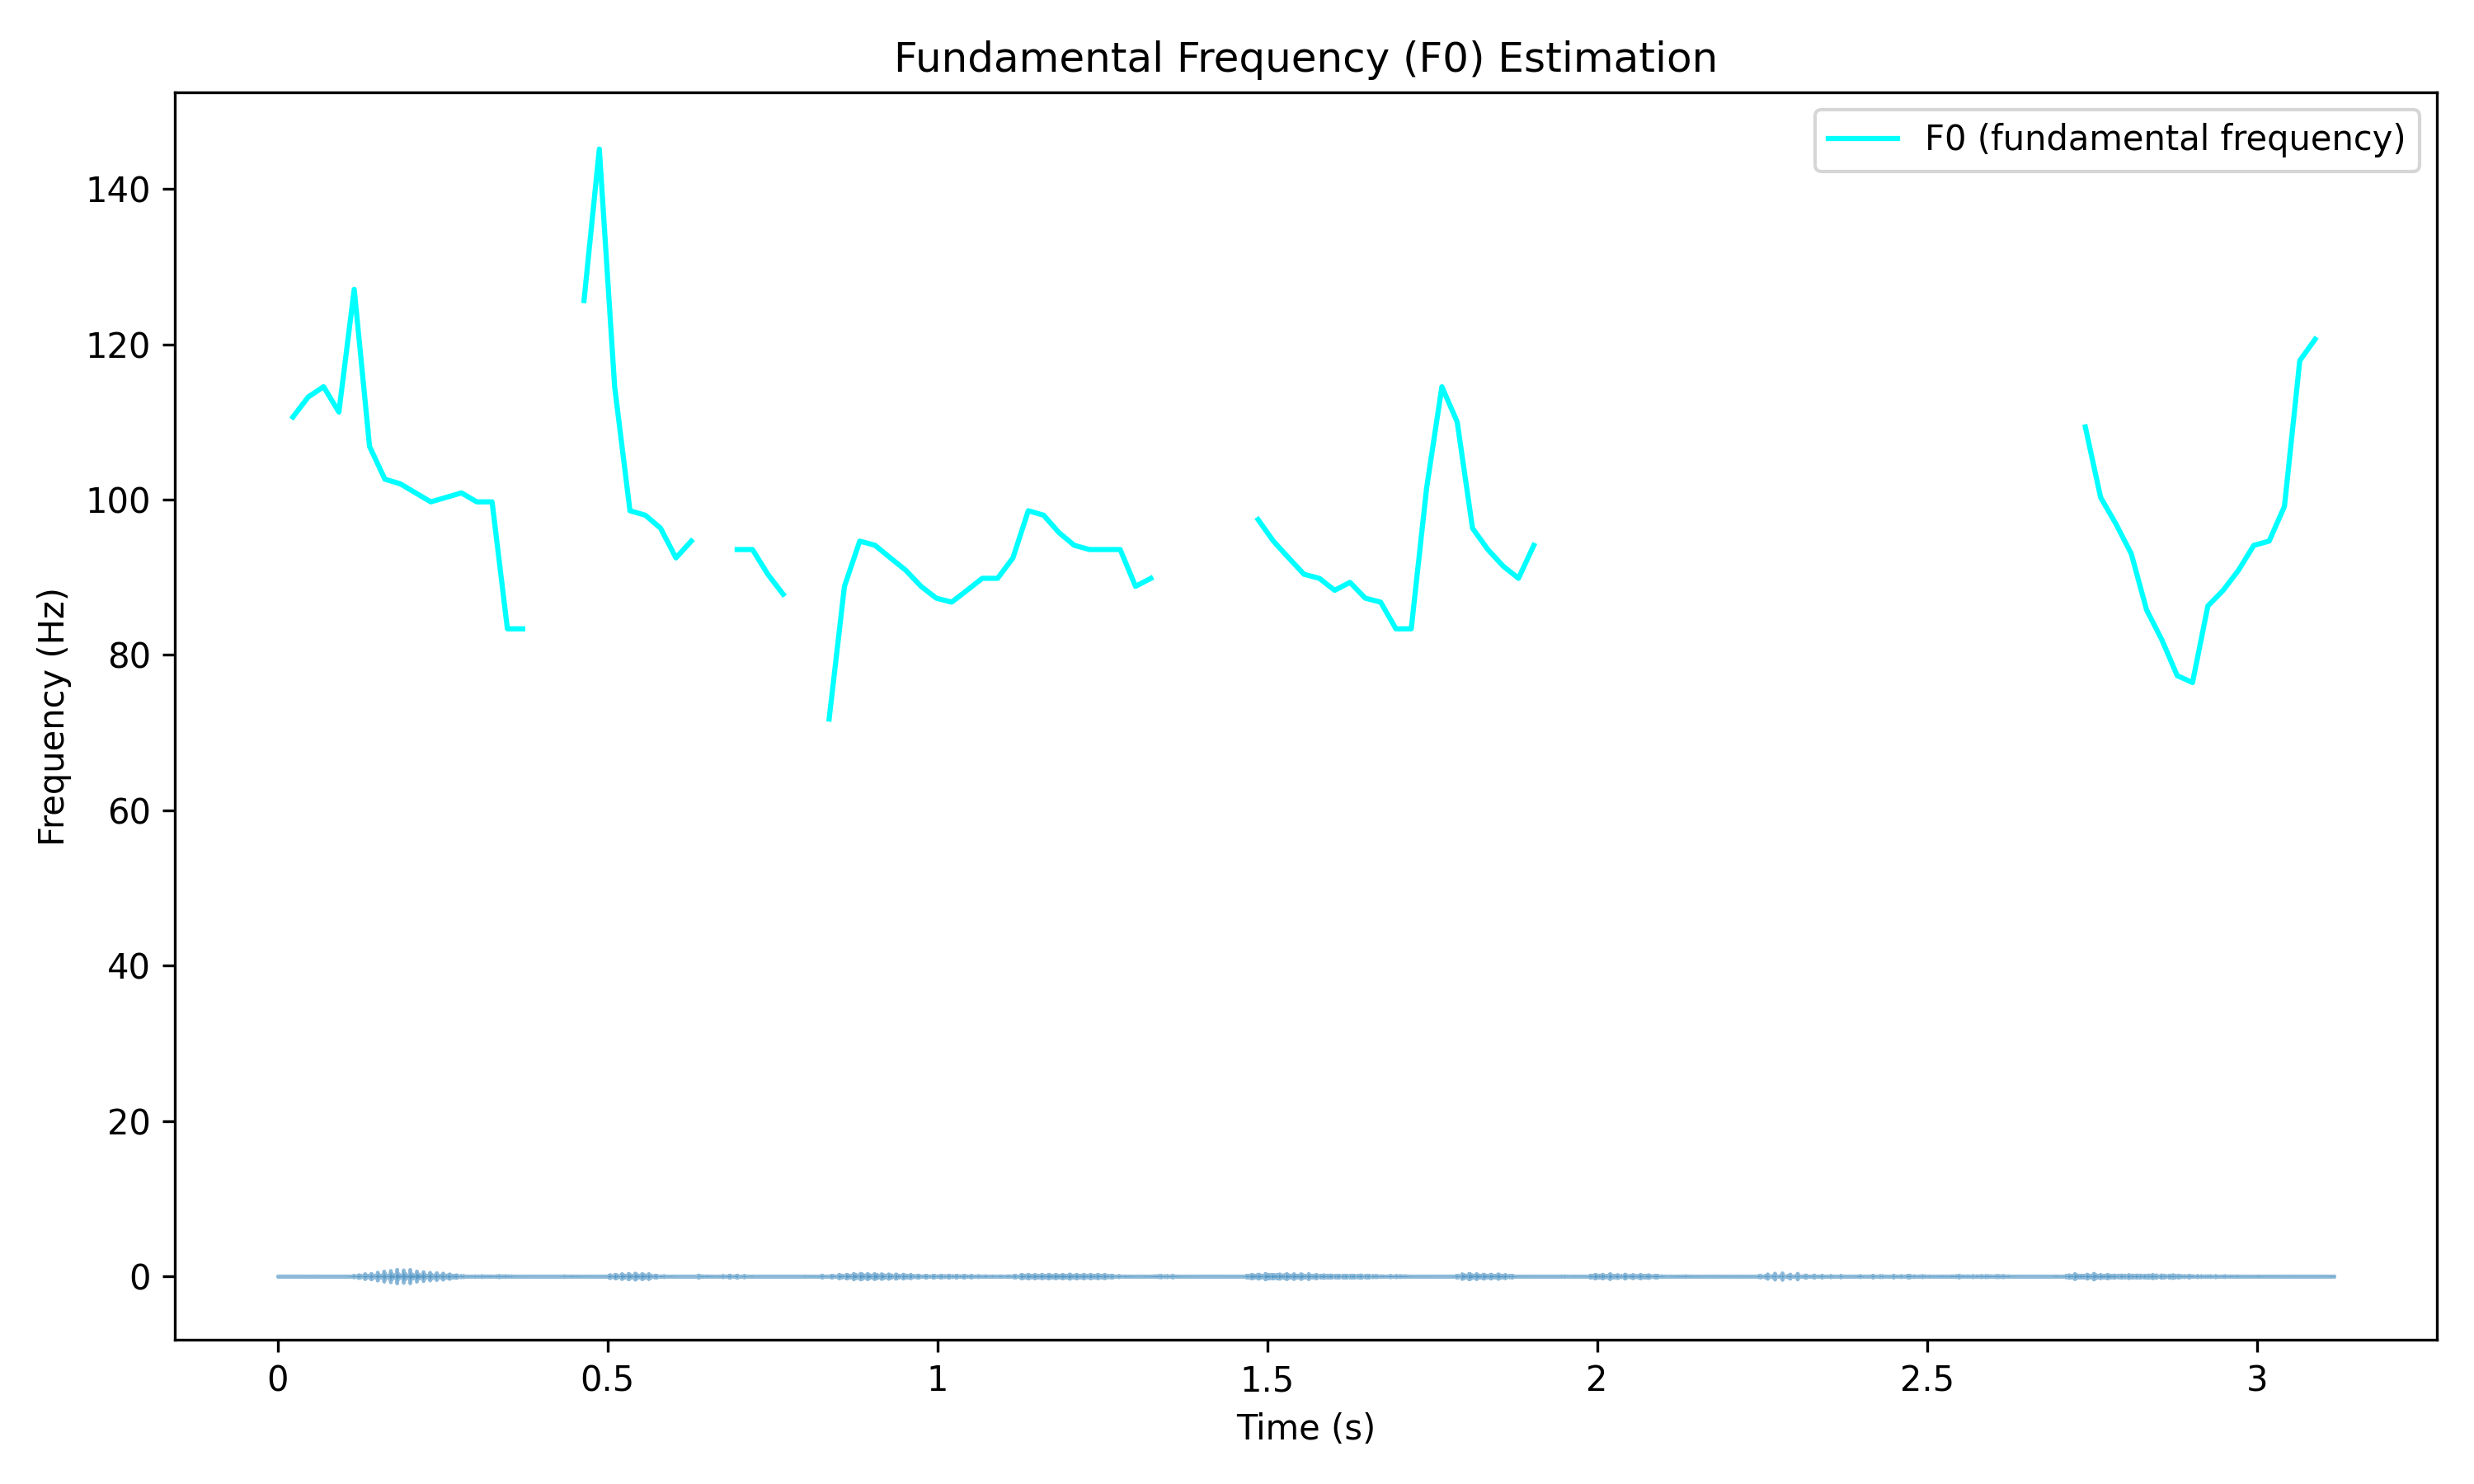 Fundamental Frequency (F0) Estimation
F0 (fundamental frequency)
Frequency (Hz)
140
120
100
80
60
40
20
0
0 0.5 1 1.5 2 2.5 3
Time (s)